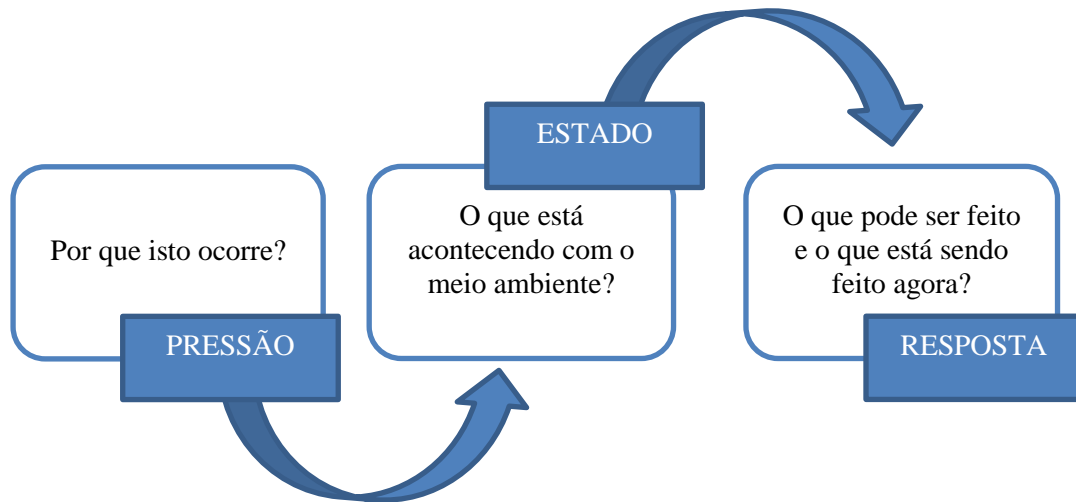 Por que isto ocorre?
PRESSÃO
ESTADO
O que está
acontecendo com o
meio ambiente?
O que pode ser feito
e o que está sendo
feito agora?
RESPOSTA